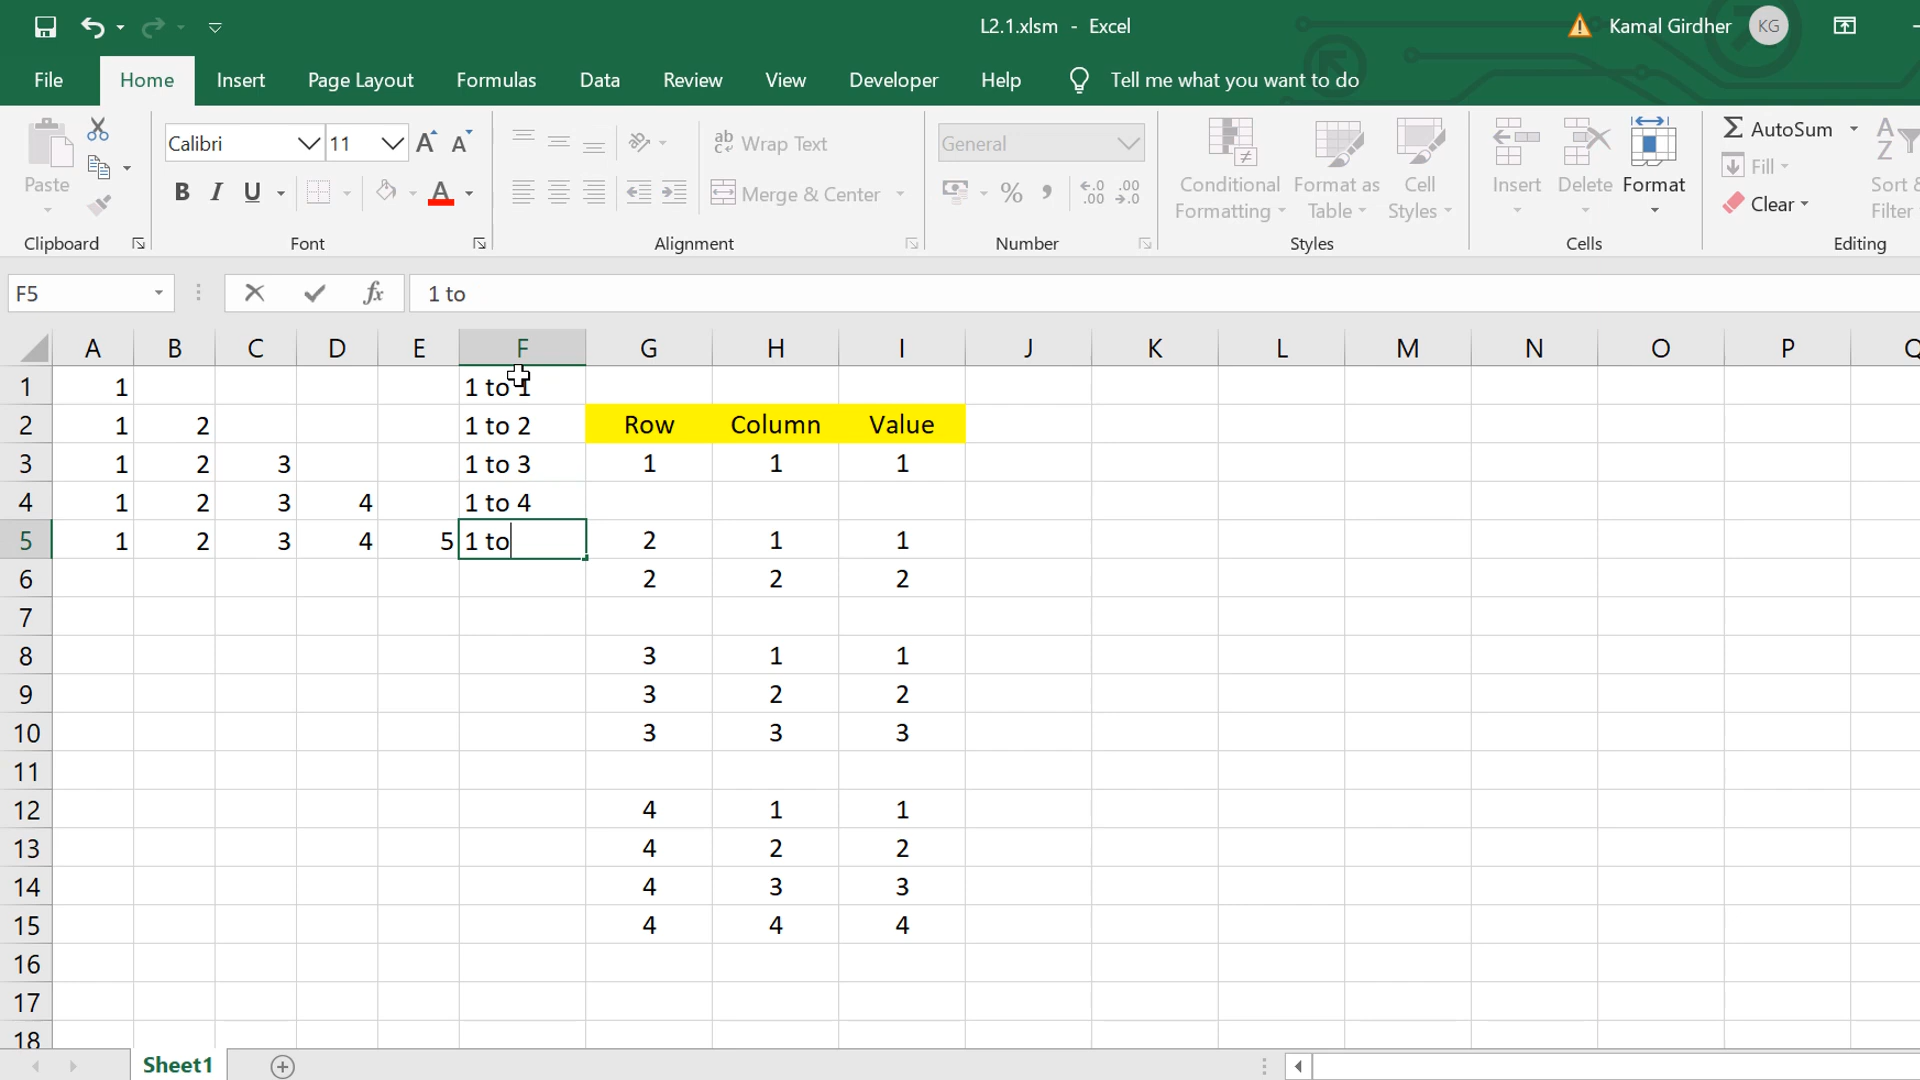 L2.1.xlsm - Excel
Kamal Girdher
KG
File Home Insert Page Layout Formulas Data Review View Developer Help Tell me what you want to do
Calibri 11 ab Wrap Text General AutoSum
Paste Fill
B I U A Merge & Center % Conditional Formatting Format as Table Cell Styles Insert Delete Format Clear Sort & Filter
Clipboard Font Alignment Number Styles Cells Editing
F5 fx 1 to
A B C D E F G H I J K L M N O P Q
1 1 1 to 1
2 1 2 1 to 2 Row Column Value
3 1 2 3 1 to 3 1 1 1
4 1 2 3 4 1 to 4
5 1 2 3 4 5 1 to 2 1 1
6 2 2 2
7
8 3 1 1
9 3 2 2
10 3 3 3
11
12 4 1 1
13 4 2 2
14 4 3 3
15 4 4 4
16
17
18
Sheet1